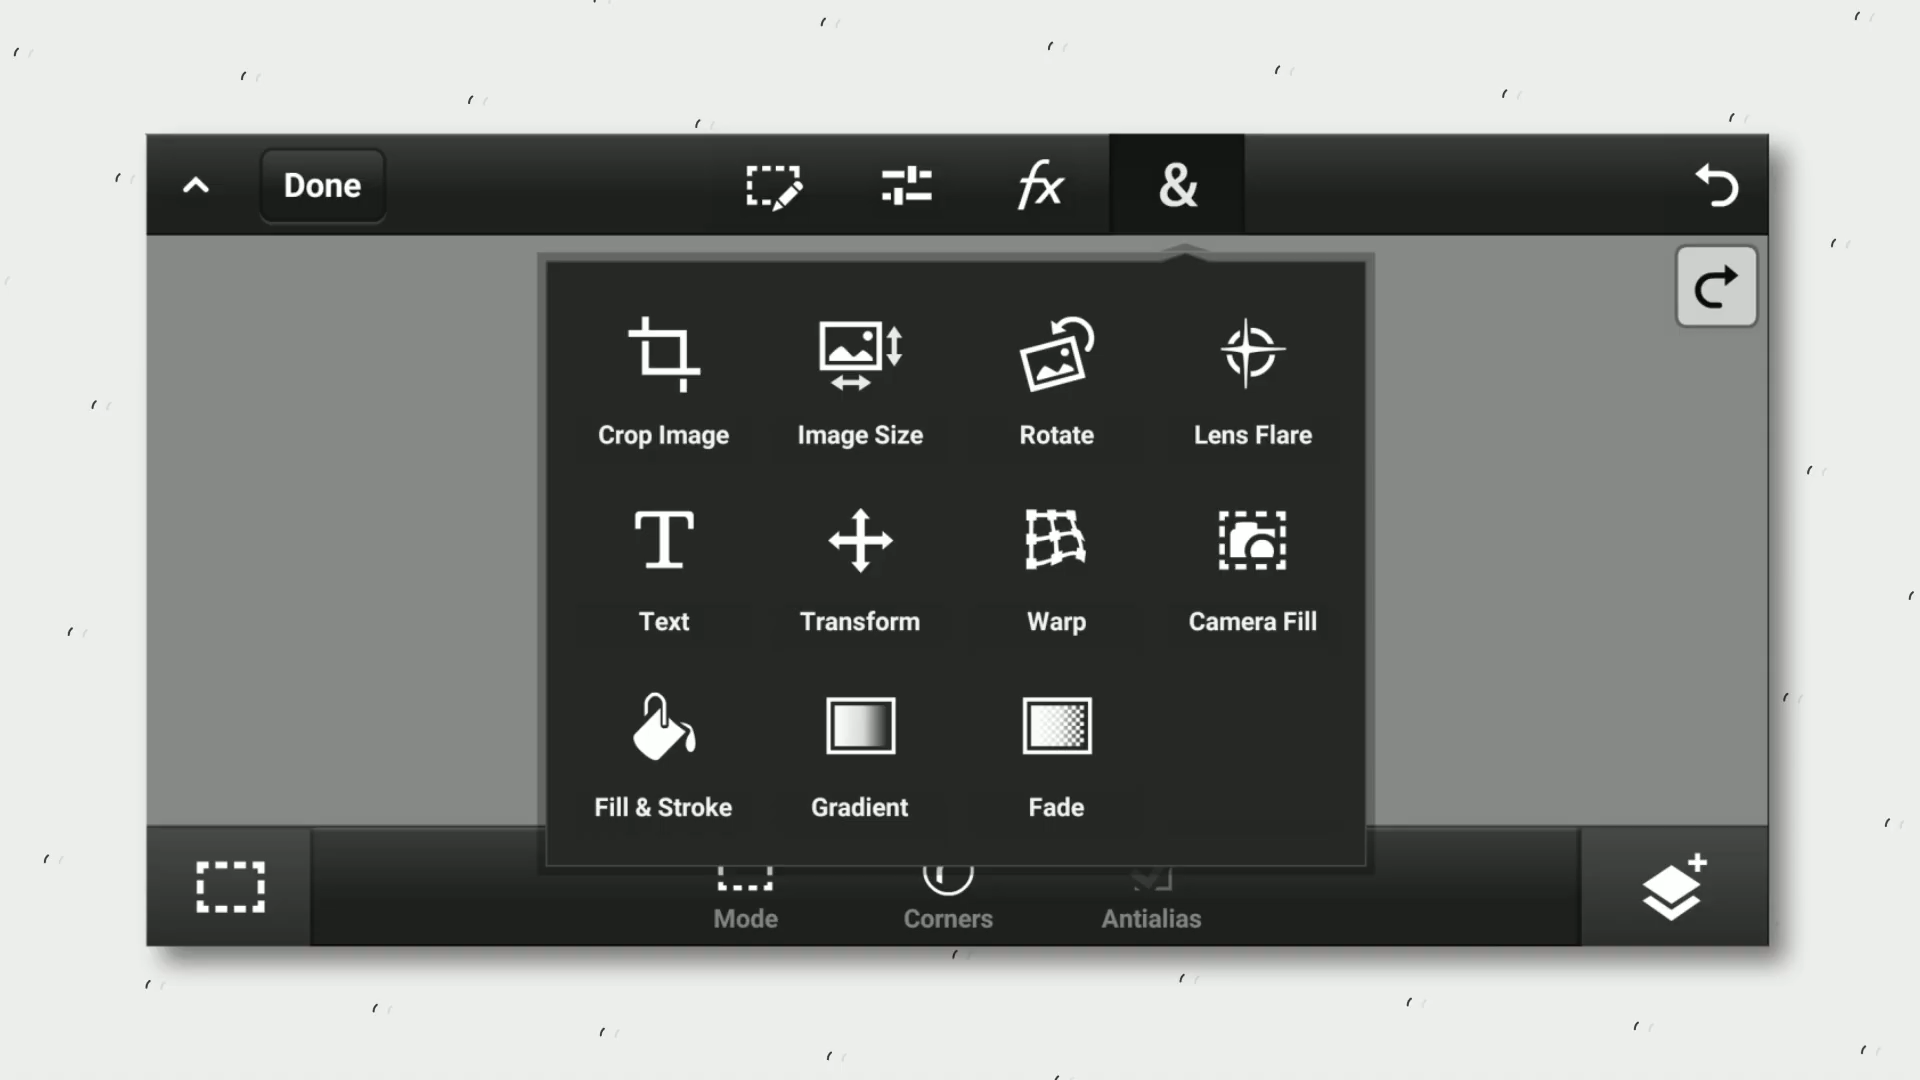 Done
fx
&
Crop Image
Image Size
Rotate
Lens Flare
Text
Transform
Warp
Camera Fill
Fill & Stroke
Gradient
Fade
Mode
Corners
Antialias